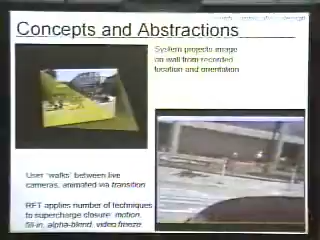 Concepts and Abstractions
System projects image
on wall from recorded
location and orientation
User 'walks' between live
cameras, animated via transition
RFT applies number of techniques
to supercharge closure: motion,
fill-in, alpha-blend, video freeze